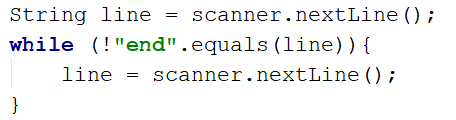 String line = scanner.nextLine();
while (!"end".equals(line)){
    line = scanner.nextLine();
}